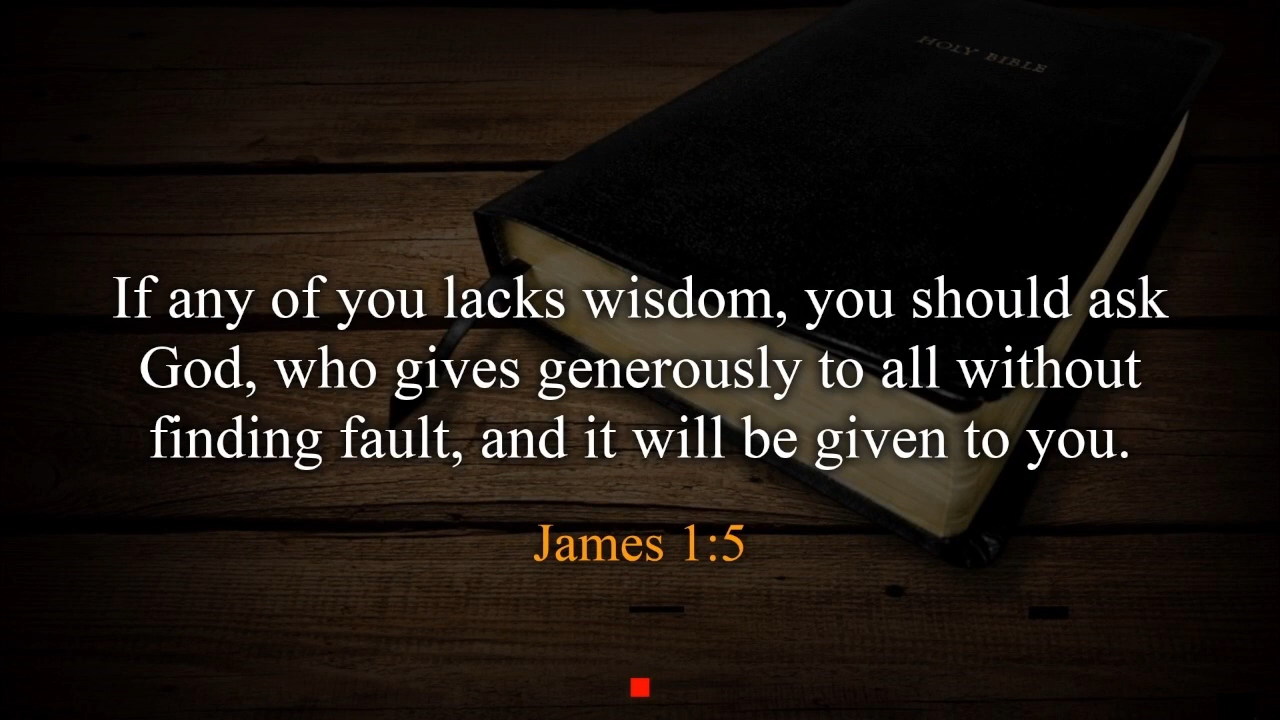 HOLY BIBLE
If any of you lacks wisdom, you should ask
God, who gives generously to all without
finding fault, and it will be given to you.
James 1:5